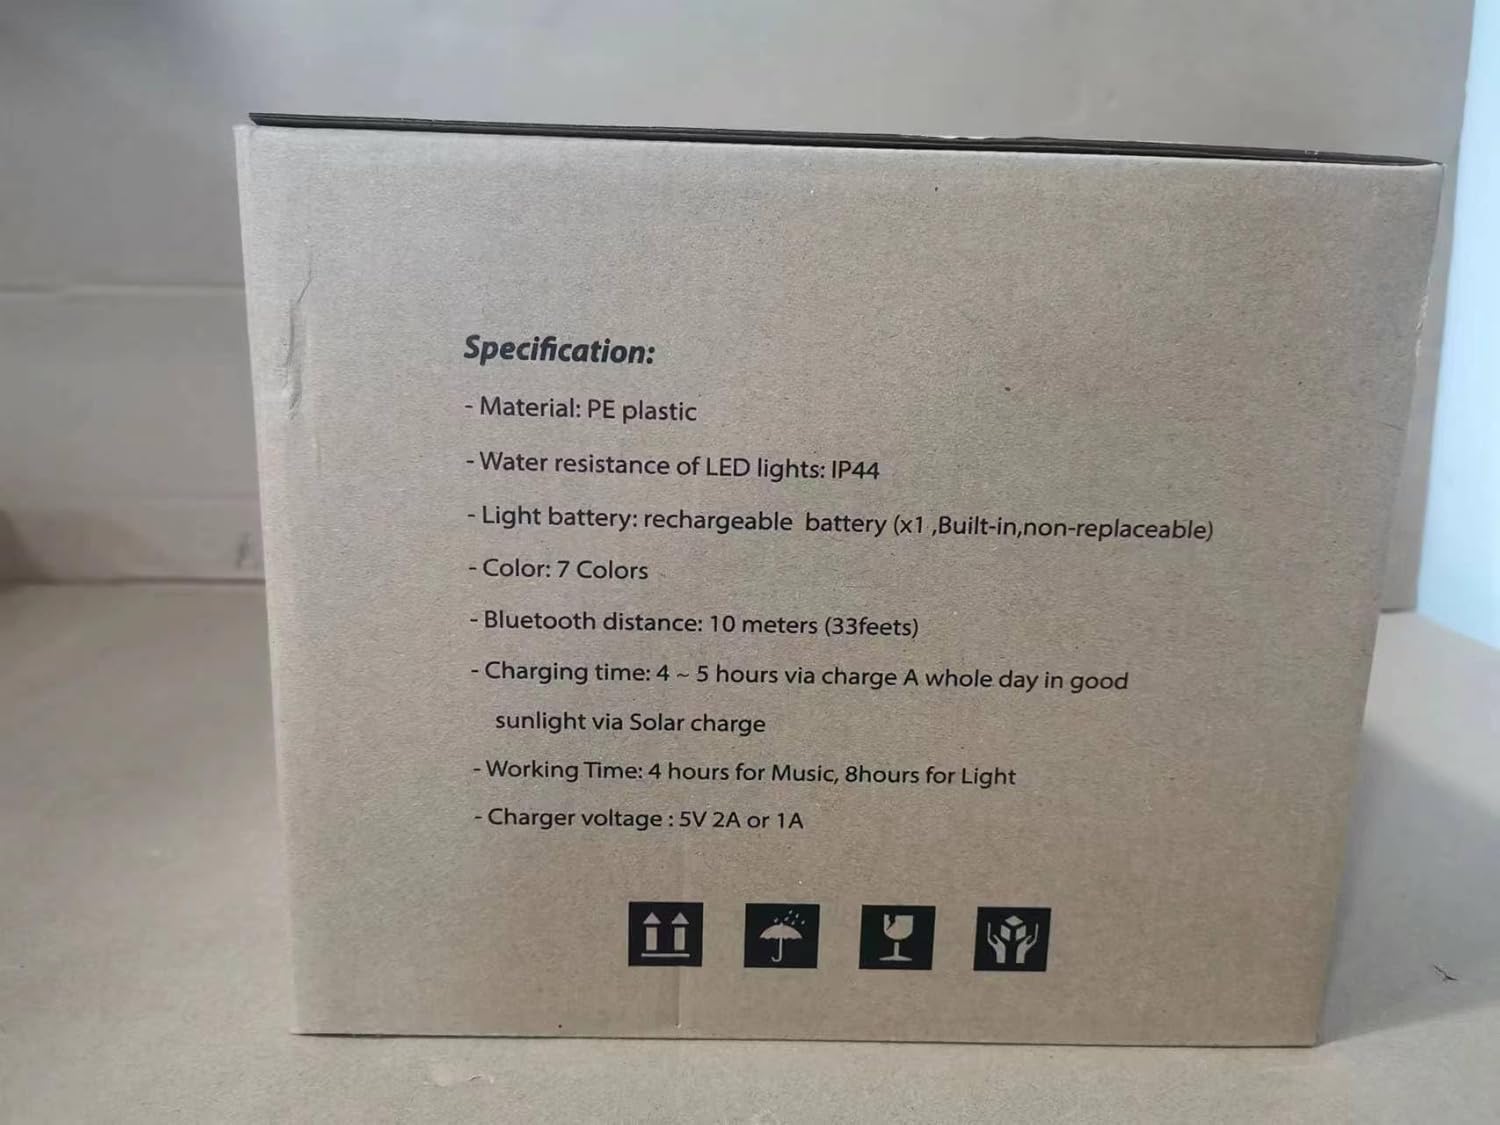 Specification:
- Material: PE plastic
- Water resistance of LED lights: IP44
- Light battery: rechargeable battery (x1 ,Built-in,non-replaceable)
- Color: 7 Colors
- Bluetooth distance: 10 meters (33feets)
- Charging time: 4 ~ 5 hours via charge A whole day in good
sunlight via Solar charge
- Working Time: 4 hours for Music, 8hours for Light
- Charger voltage : 5V 2A or 1A